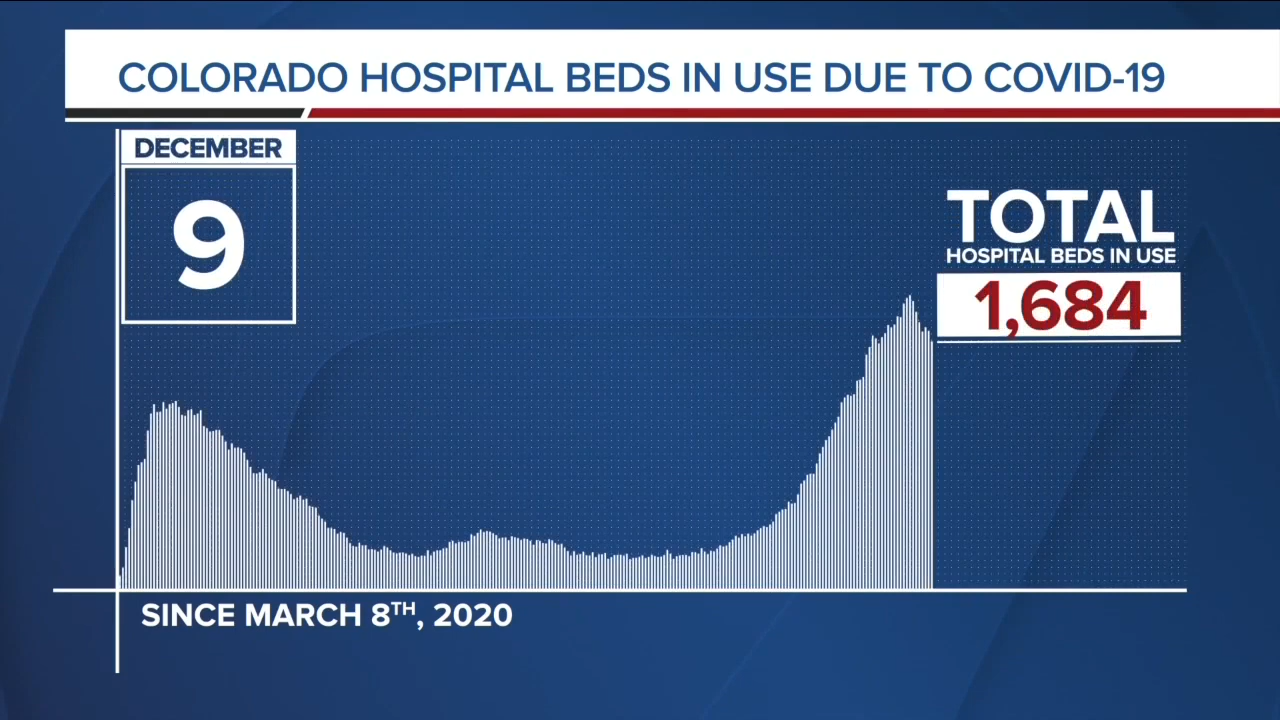 COLORADO HOSPITAL BEDS IN USE DUE TO COVID-19
DECEMBER
9
TOTAL
HOSPITAL BEDS IN USE
1,684
SINCE MARCH 8TH, 2020